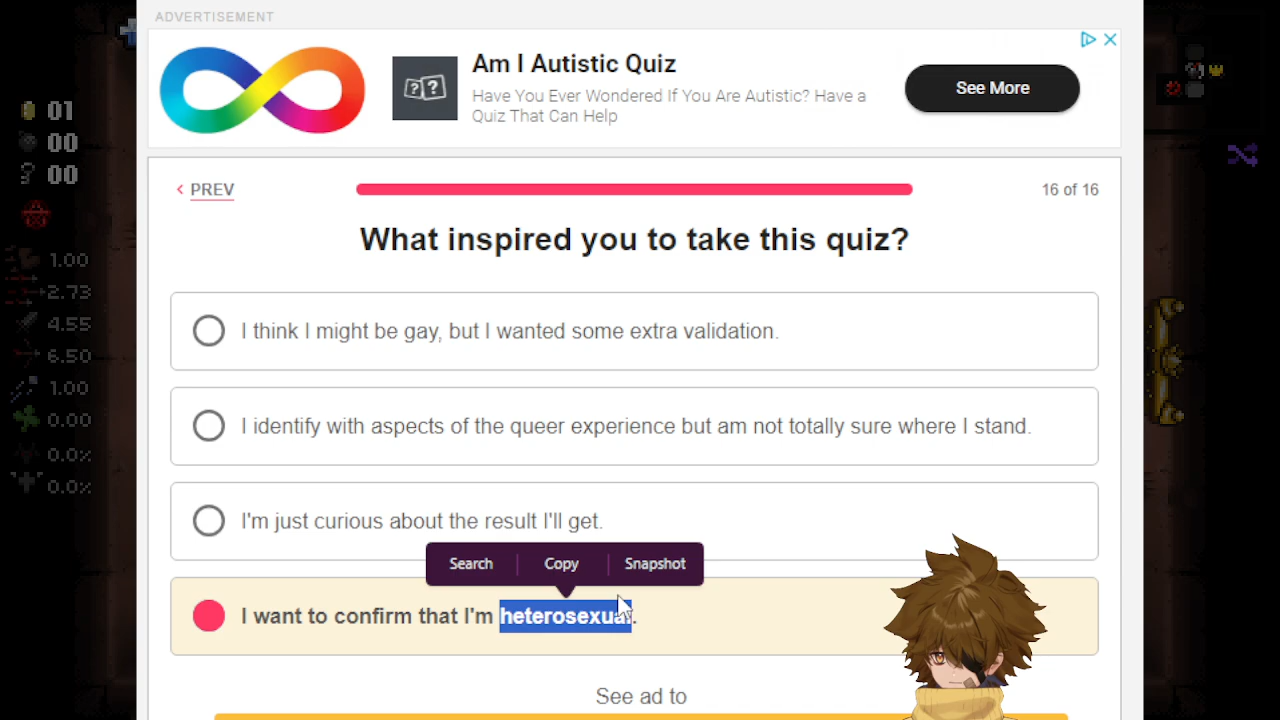 ADVERTISEMENT
Am I Autistic Quiz
Have You Ever Wondered If You Are Autistic? Have a
Quiz That Can Help
See More
01
00
00
1.00
2.73
4.55
6.50
1.00
0.00
0.0%
0.0%
< PREV
16 of 16
What inspired you to take this quiz?
I think I might be gay, but I wanted some extra validation.
I identify with aspects of the queer experience but am not totally sure where I stand.
I'm just curious about the result I'll get.
Search Copy Snapshot
I want to confirm that I'm heterosexual.
See ad to